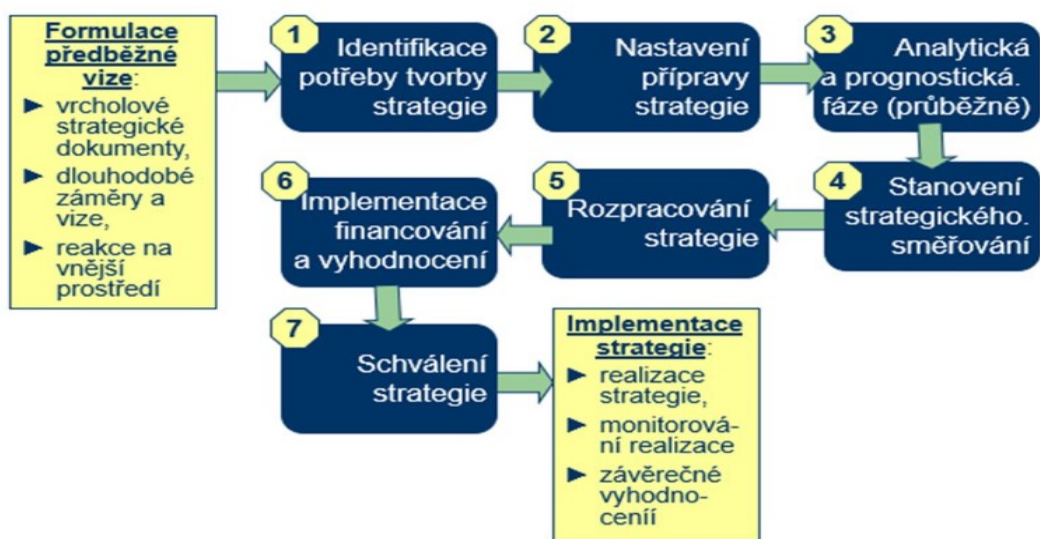 Formulace
předběžné
vize:
► vrcholové
strategické
dokumenty,
► dlouhodobé
záměry a
vize,
► reakce na
vnější
prostředí
1
Identifikace
potřeby tvorby
strategie
2
Nastavení
přípravy
strategie
3
Analytická
a prognostická.
fáze (průběžně)
4
Stanovení
strategického.
směřování
5
Rozpracování
strategie
6
Implementace
financování
a vyhodnocení
7
Schválení
strategie
Implementace
strategie:
► realizace
strategie,
► monitorová-
ní realizace
► závěrečné
vyhodno-
ceníí